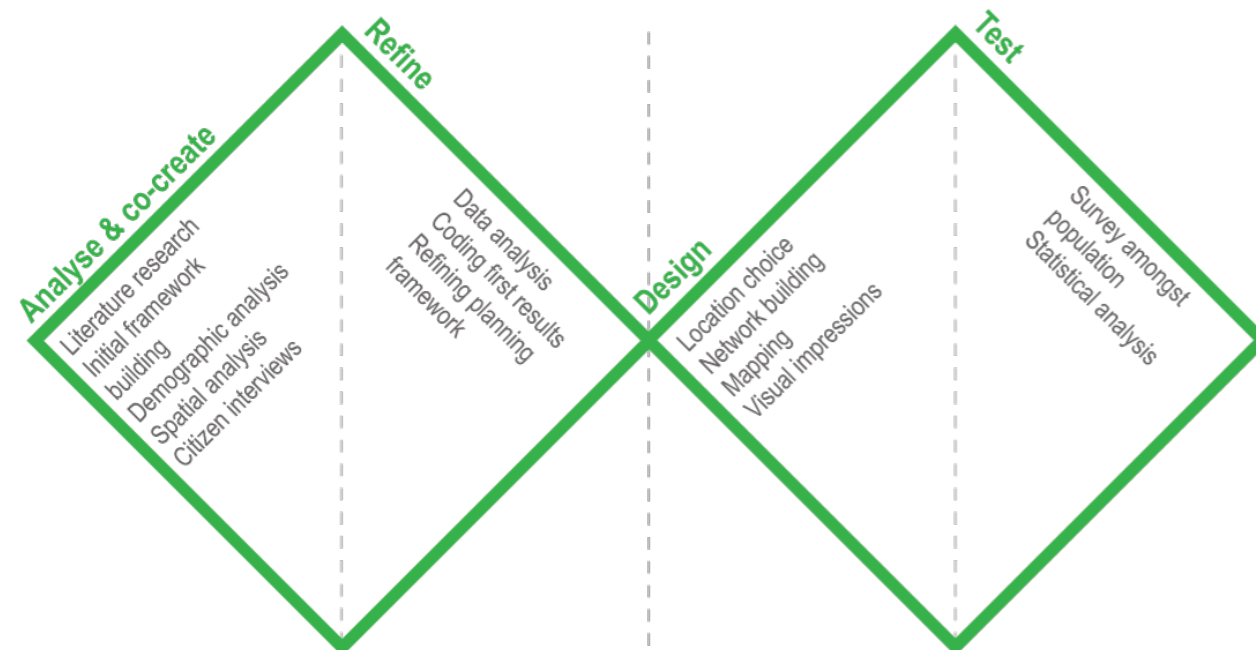 Analyse & co-create
Literature research
Initial framework
building
Demographic analysis
Spatial analysis
Citizen interviews
Refine
Data analysis
Coding first results
Refining planning
framework
Design
Location choice
Network building
Mapping
Visual impressions
Test
Survey amongst
population
Statistical analysis